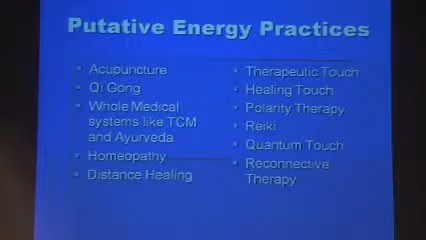 Putative Energy Practices
Acupuncture
Qi Gong
Whole Medical
systems like TCM
and Ayurveda
Homeopathy
Distance Healing
Therapeutic Touch
Healing Touch
Polarity Therapy
Reiki
Quantum Touch
Reconnective
Therapy